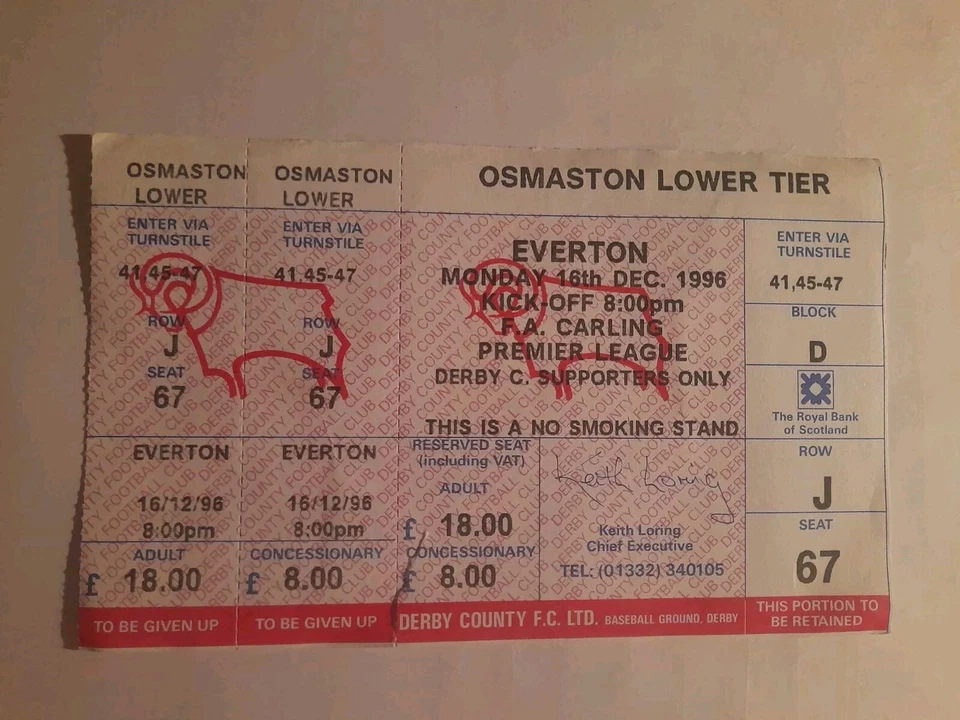 OSMASTON
LOWER
ENTER VIA
TURNSTILE
41,45-47
ROW
J
SEAT
67
EVERTON
16/12/96
8:00pm
ADULT
£ 18.00
TO BE GIVEN UP
OSMASTON
LOWER
ENTER VIA
TURNSTILE
41,45-47
ROW
J
SEAT
67
EVERTON
16/12/96
8:00pm
CONCESSIONARY
£ 8.00
TO BE GIVEN UP
OSMASTON LOWER TIER
EVERTON
MONDAY 16th DEC. 1996
KICK-OFF 8:00pm
F.A. CARLING
PREMIER LEAGUE
DERBY C. SUPPORTERS ONLY
THIS IS A NO SMOKING STAND
RESERVED SEAT
(including VAT)
ADULT
£ 18.00
CONCESSIONARY
£ 8.00
Keith Loring
Keith Loring
Chief Executive
TEL: (01332) 340105
DERBY COUNTY F.C. LTD. BASEBALL GROUND, DERBY
ENTER VIA
TURNSTILE
41,45-47
BLOCK
D
The Royal Bank
of Scotland
ROW
J
SEAT
67
THIS PORTION TO
BE RETAINED